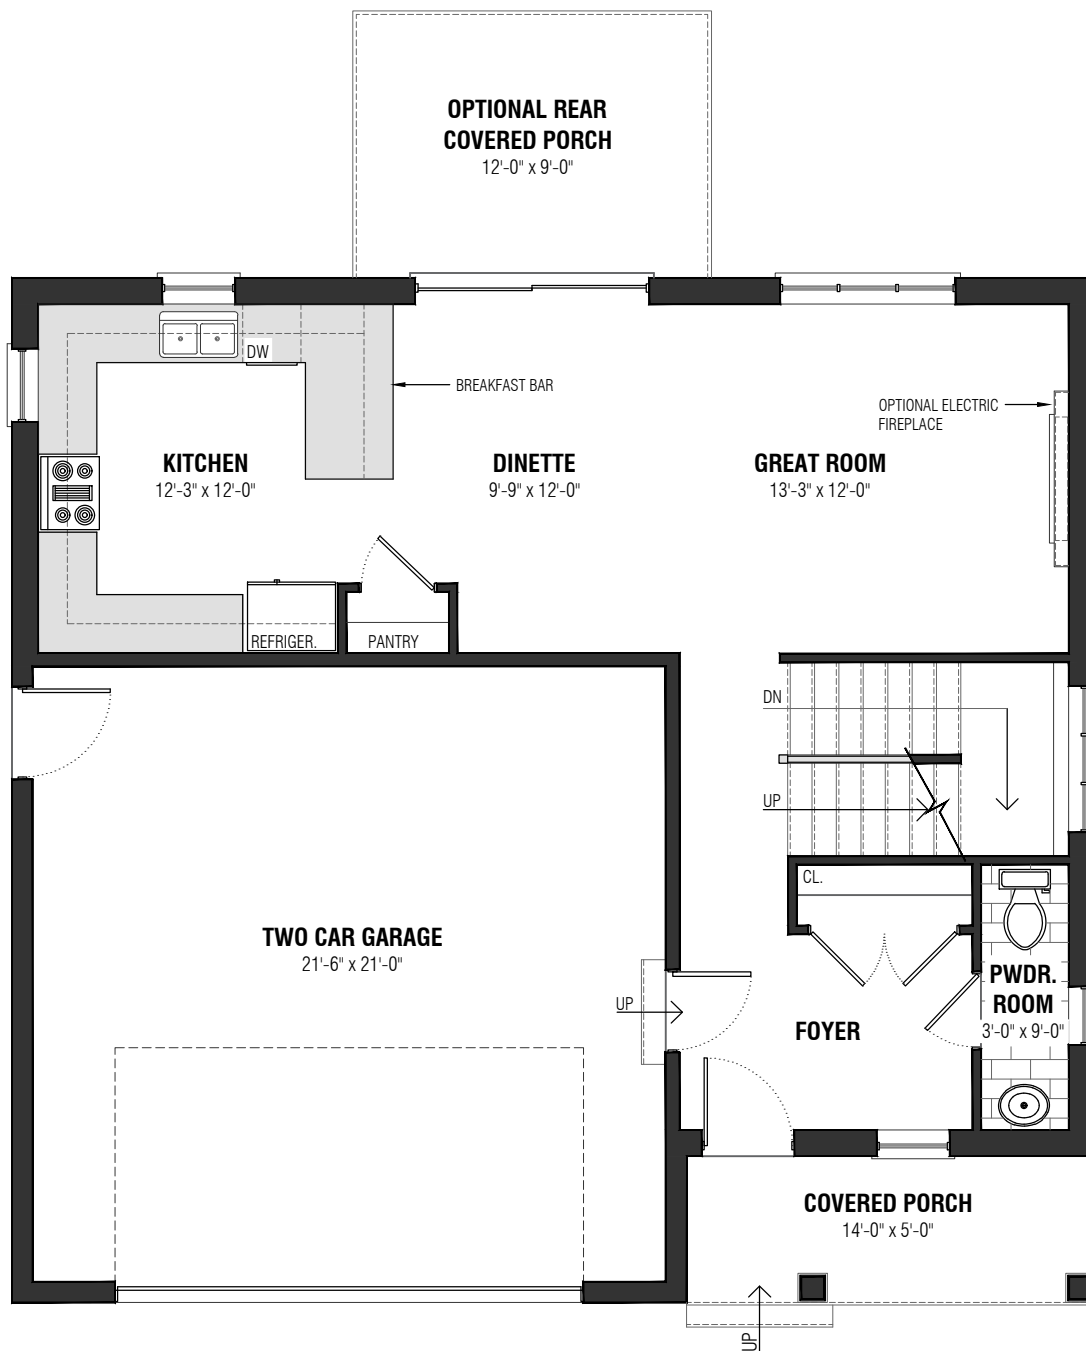 OPTIONAL REAR
COVERED PORCH
12'-0" x 9'-0"
DW
BREAKFAST BAR
OPTIONAL ELECTRIC
FIREPLACE
KITCHEN
12'-3" x 12'-0"
DINETTE
9'-9" x 12'-0"
GREAT ROOM
13'-3" x 12'-0"
REFRIGER.
PANTRY
DN
UP
CL.
TWO CAR GARAGE
21'-6" x 21'-0"
UP
FOYER
PWDR.
ROOM
3'-0" x 9'-0"
COVERED PORCH
14'-0" x 5'-0"
UP